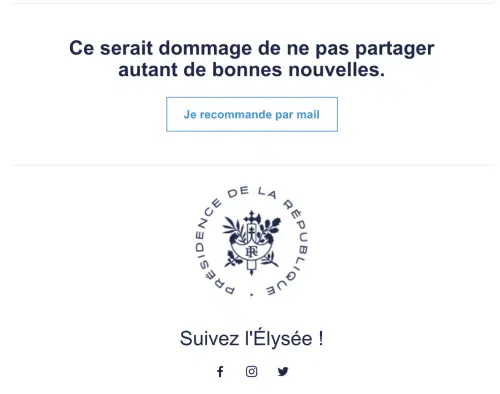 Ce serait dommage de ne pas partager
autant de bonnes nouvelles.
Je recommande par mail
PRÉSIDENCE DE LA RÉPUBLIQUE •
RF
Suivez l'Élysée !